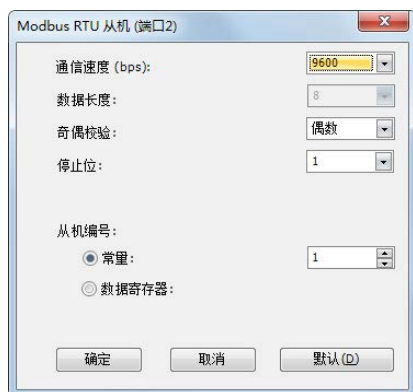 Modbus RTU 从机 (端口2)
通信速度 (bps): 9600
数据长度: 8
奇偶校验: 偶数
停止位: 1
从机编号:
常量: 1
数据寄存器:
确定 取消 默认(D)